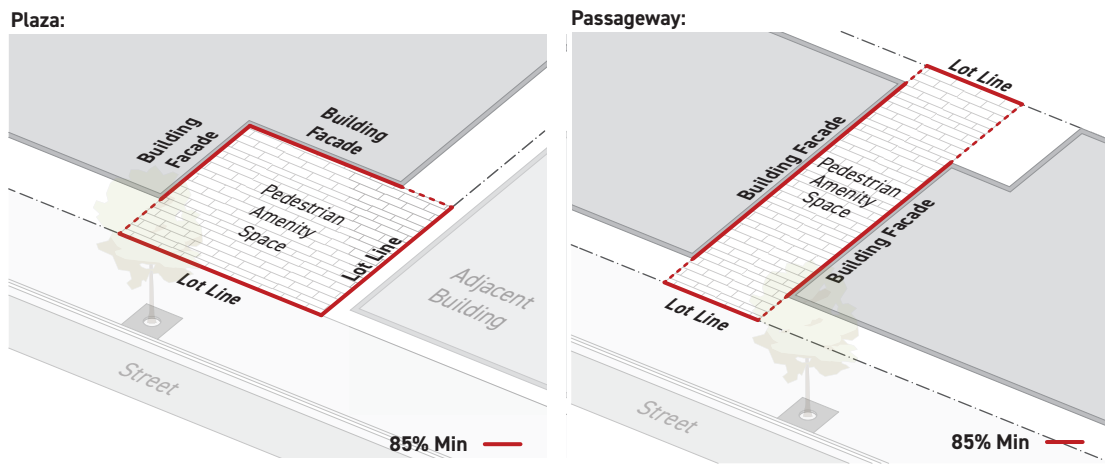 Plaza:
Building
Facade
Building
Facade
Pedestrian
Amenity
Space
Lot Line
Lot Line
Adjacent
Building
Street
85% Min
Passageway:
Lot Line
Building Facade
Pedestrian
Amenity
Space
Building Facade
Lot Line
Street
85% Min